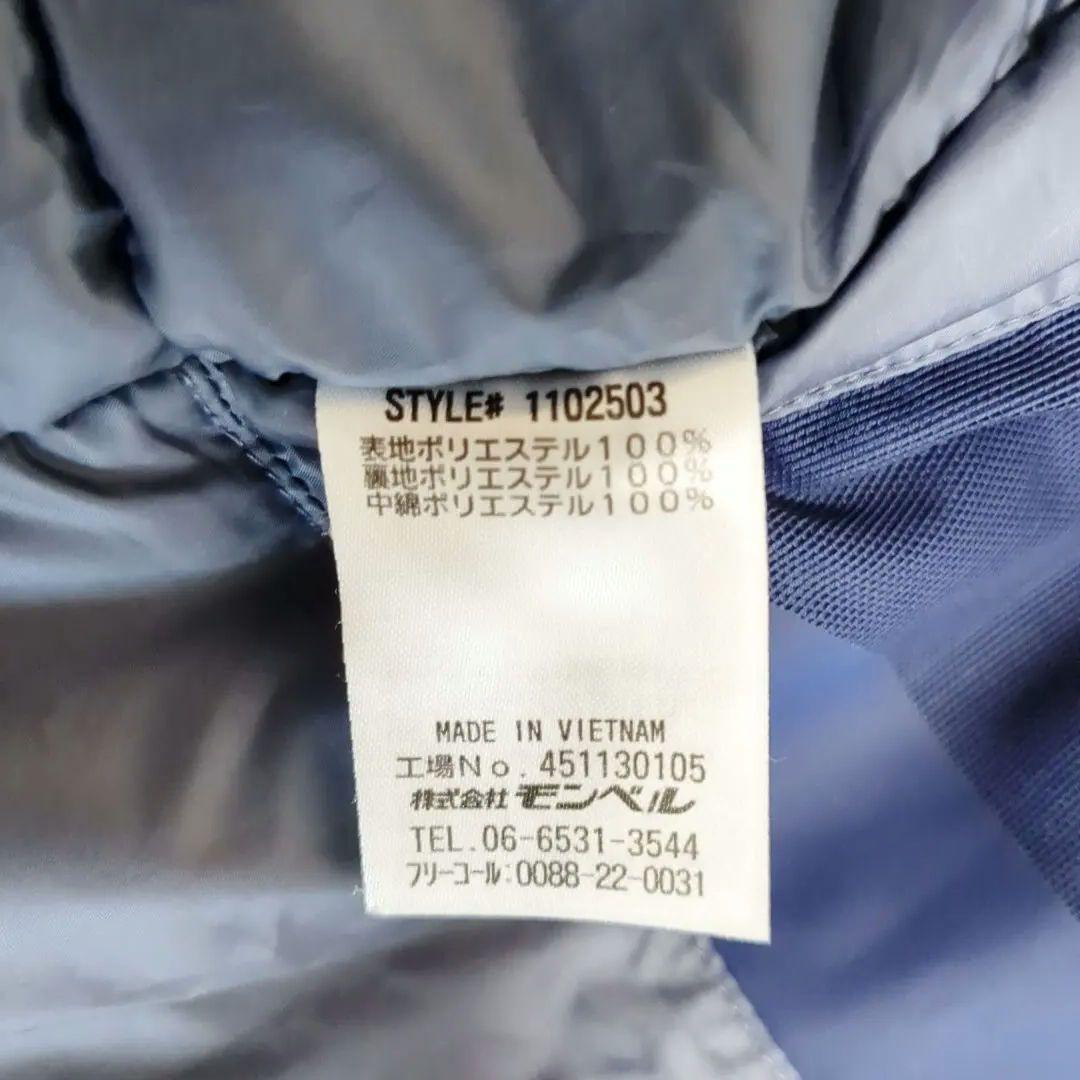 STYLE# 1102503
表地ポリエステル100%
裏地ポリエステル100%
中綿ポリエステル100%
MADE IN VIETNAM
工場No. 451130105
株式会社 モンベル
TEL. 06-6531-3544
フリーコール:0088-22-0031